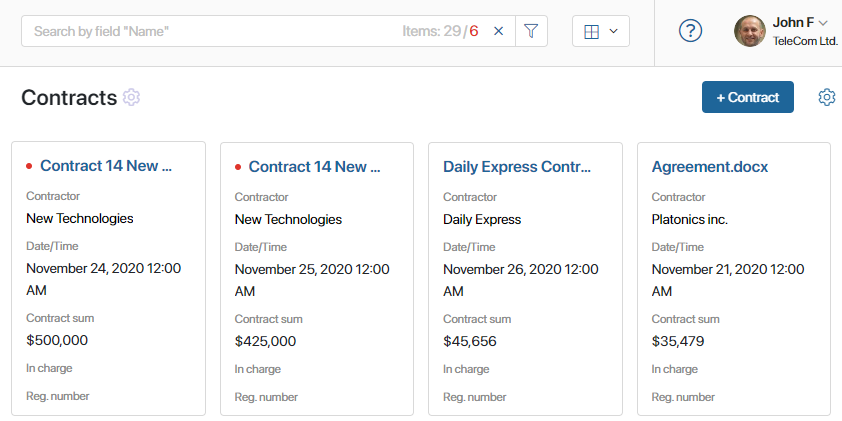 Search by field "Name"
Items: 29/6
John F
TeleCom Ltd.
Contracts
+ Contract
Contract 14 New ...
Contractor
New Technologies
Date/Time
November 24, 2020 12:00
AM
Contract sum
$500,000
In charge
Reg. number
Contract 14 New ...
Contractor
New Technologies
Date/Time
November 25, 2020 12:00
AM
Contract sum
$425,000
In charge
Reg. number
Daily Express Contr...
Contractor
Daily Express
Date/Time
November 26, 2020 12:00
AM
Contract sum
$45,656
In charge
Reg. number
Agreement.docx
Contractor
Platonics inc.
Date/Time
November 21, 2020 12:00
AM
Contract sum
$35,479
In charge
Reg. number